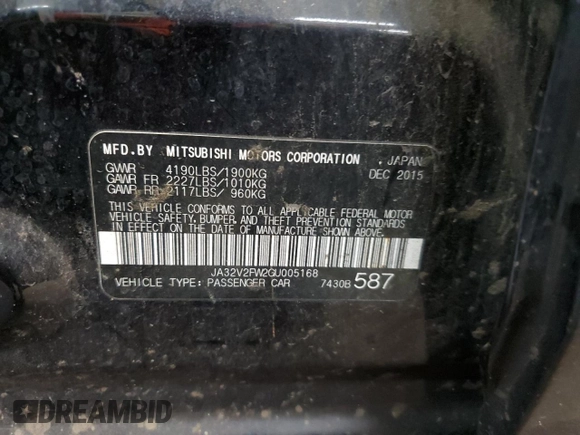 MFD.BY MITSUBISHI MOTORS CORPORATION , JAPAN
GVWR 4190LBS/1900KG DEC 2015
GAWR FR 2227LBS/1010KG
GAWR RR 2117LBS/ 960KG
THIS VEHICLE CONFORMS TO ALL APPLICABLE FEDERAL MOTOR
VEHICLE SAFETY, BUMPER, AND THEFT PREVENTION STANDARDS
IN EFFECT ON THE DATE OF MANUFACTURE SHOWN ABOVE.
JA32V2FW2GU005168
VEHICLE TYPE: PASSENGER CAR 7430B 587
DREAMBID